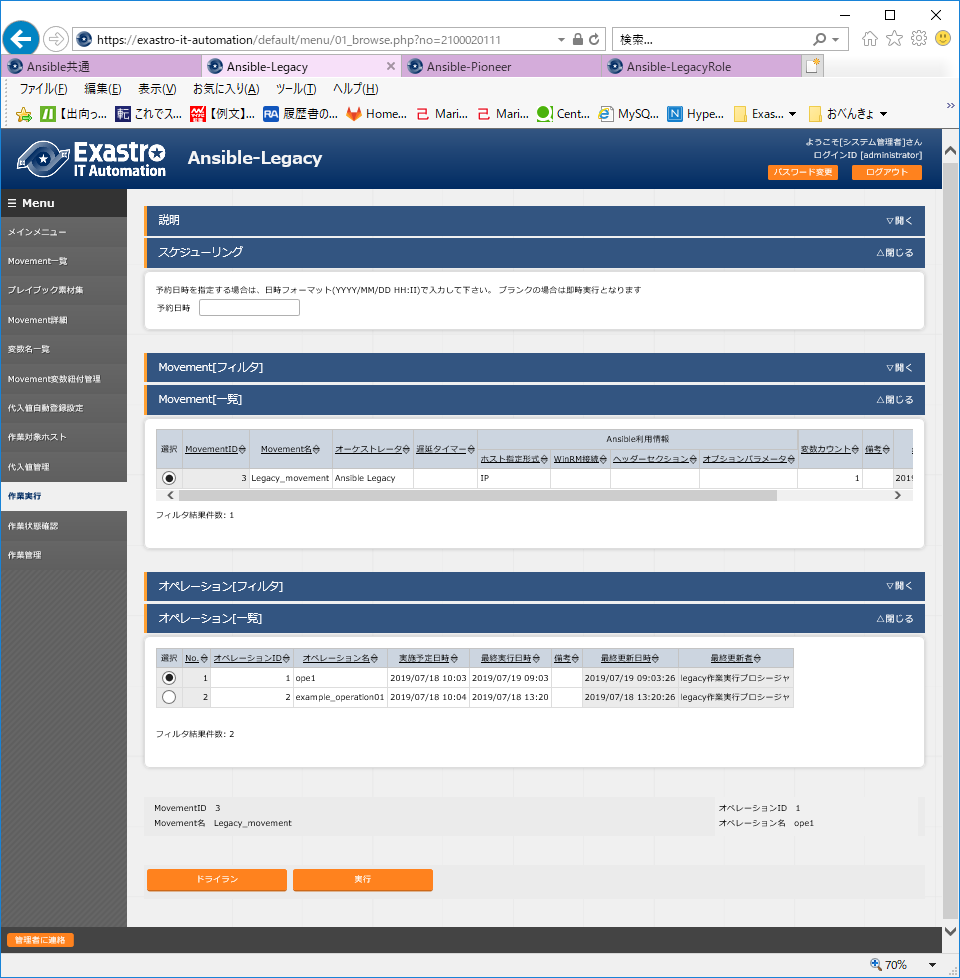 https://exastro-it-automation/default/menu/01_browse.php?no=2100020111
検索...
Ansible共通
Ansible-Legacy
Ansible-Pioneer
Ansible-LegacyRole
ファイル(F) 編集(E) 表示(V) お気に入り(A) ツール(T) ヘルプ(H)
【出向っ... これでス... 【例文】... 履歴書の... Home... Mari... Mari... Cent... MySQ... Hype... Exas... おべんきょ
Exastro
IT Automation
Ansible-Legacy
ようこそ[システム管理者]さん
ログインID [administrator]
パスワード変更 ログアウト
Menu
メインメニュー
Movement一覧
プレイブック素材集
Movement詳細
変数名一覧
Movement変数紐付管理
代入値自動登録設定
作業対象ホスト
代入値管理
作業実行
作業状態確認
作業管理
説明 ▽開く
スケジューリング △閉じる
予約日時を指定する場合は、日時フォーマット(YYYY/MM/DD HH:II)で入力して下さい。 ブランクの場合は即時実行となります
予約日時
Movement[フィルタ] ▽開く
Movement[一覧] △閉じる
選択 MovementID Movement名 オーケストレータ 遅延タイマー Ansible利用情報 変数カウント 備考
ホスト指定形式 WinRM接続 ヘッダーセクション オプションパラメータ
3 Legacy_movement Ansible Legacy IP 1 2019
フィルタ結果件数: 1
オペレーション[フィルタ] ▽開く
オペレーション[一覧] △閉じる
選択 No. オペレーションID オペレーション名 実施予定日時 最終実行日時 備考 最終更新日時 最終更新者
1 1 ope1 2019/07/18 10:03 2019/07/19 09:03 2019/07/19 09:03:26 legacy作業実行プロシージャ
2 2 example_operation01 2019/07/18 10:04 2019/07/18 13:20 2019/07/18 13:20:26 legacy作業実行プロシージャ
フィルタ結果件数: 2
MovementID 3 オペレーションID 1
Movement名 Legacy_movement オペレーション名 ope1
ドライラン 実行
管理者に連絡
70%